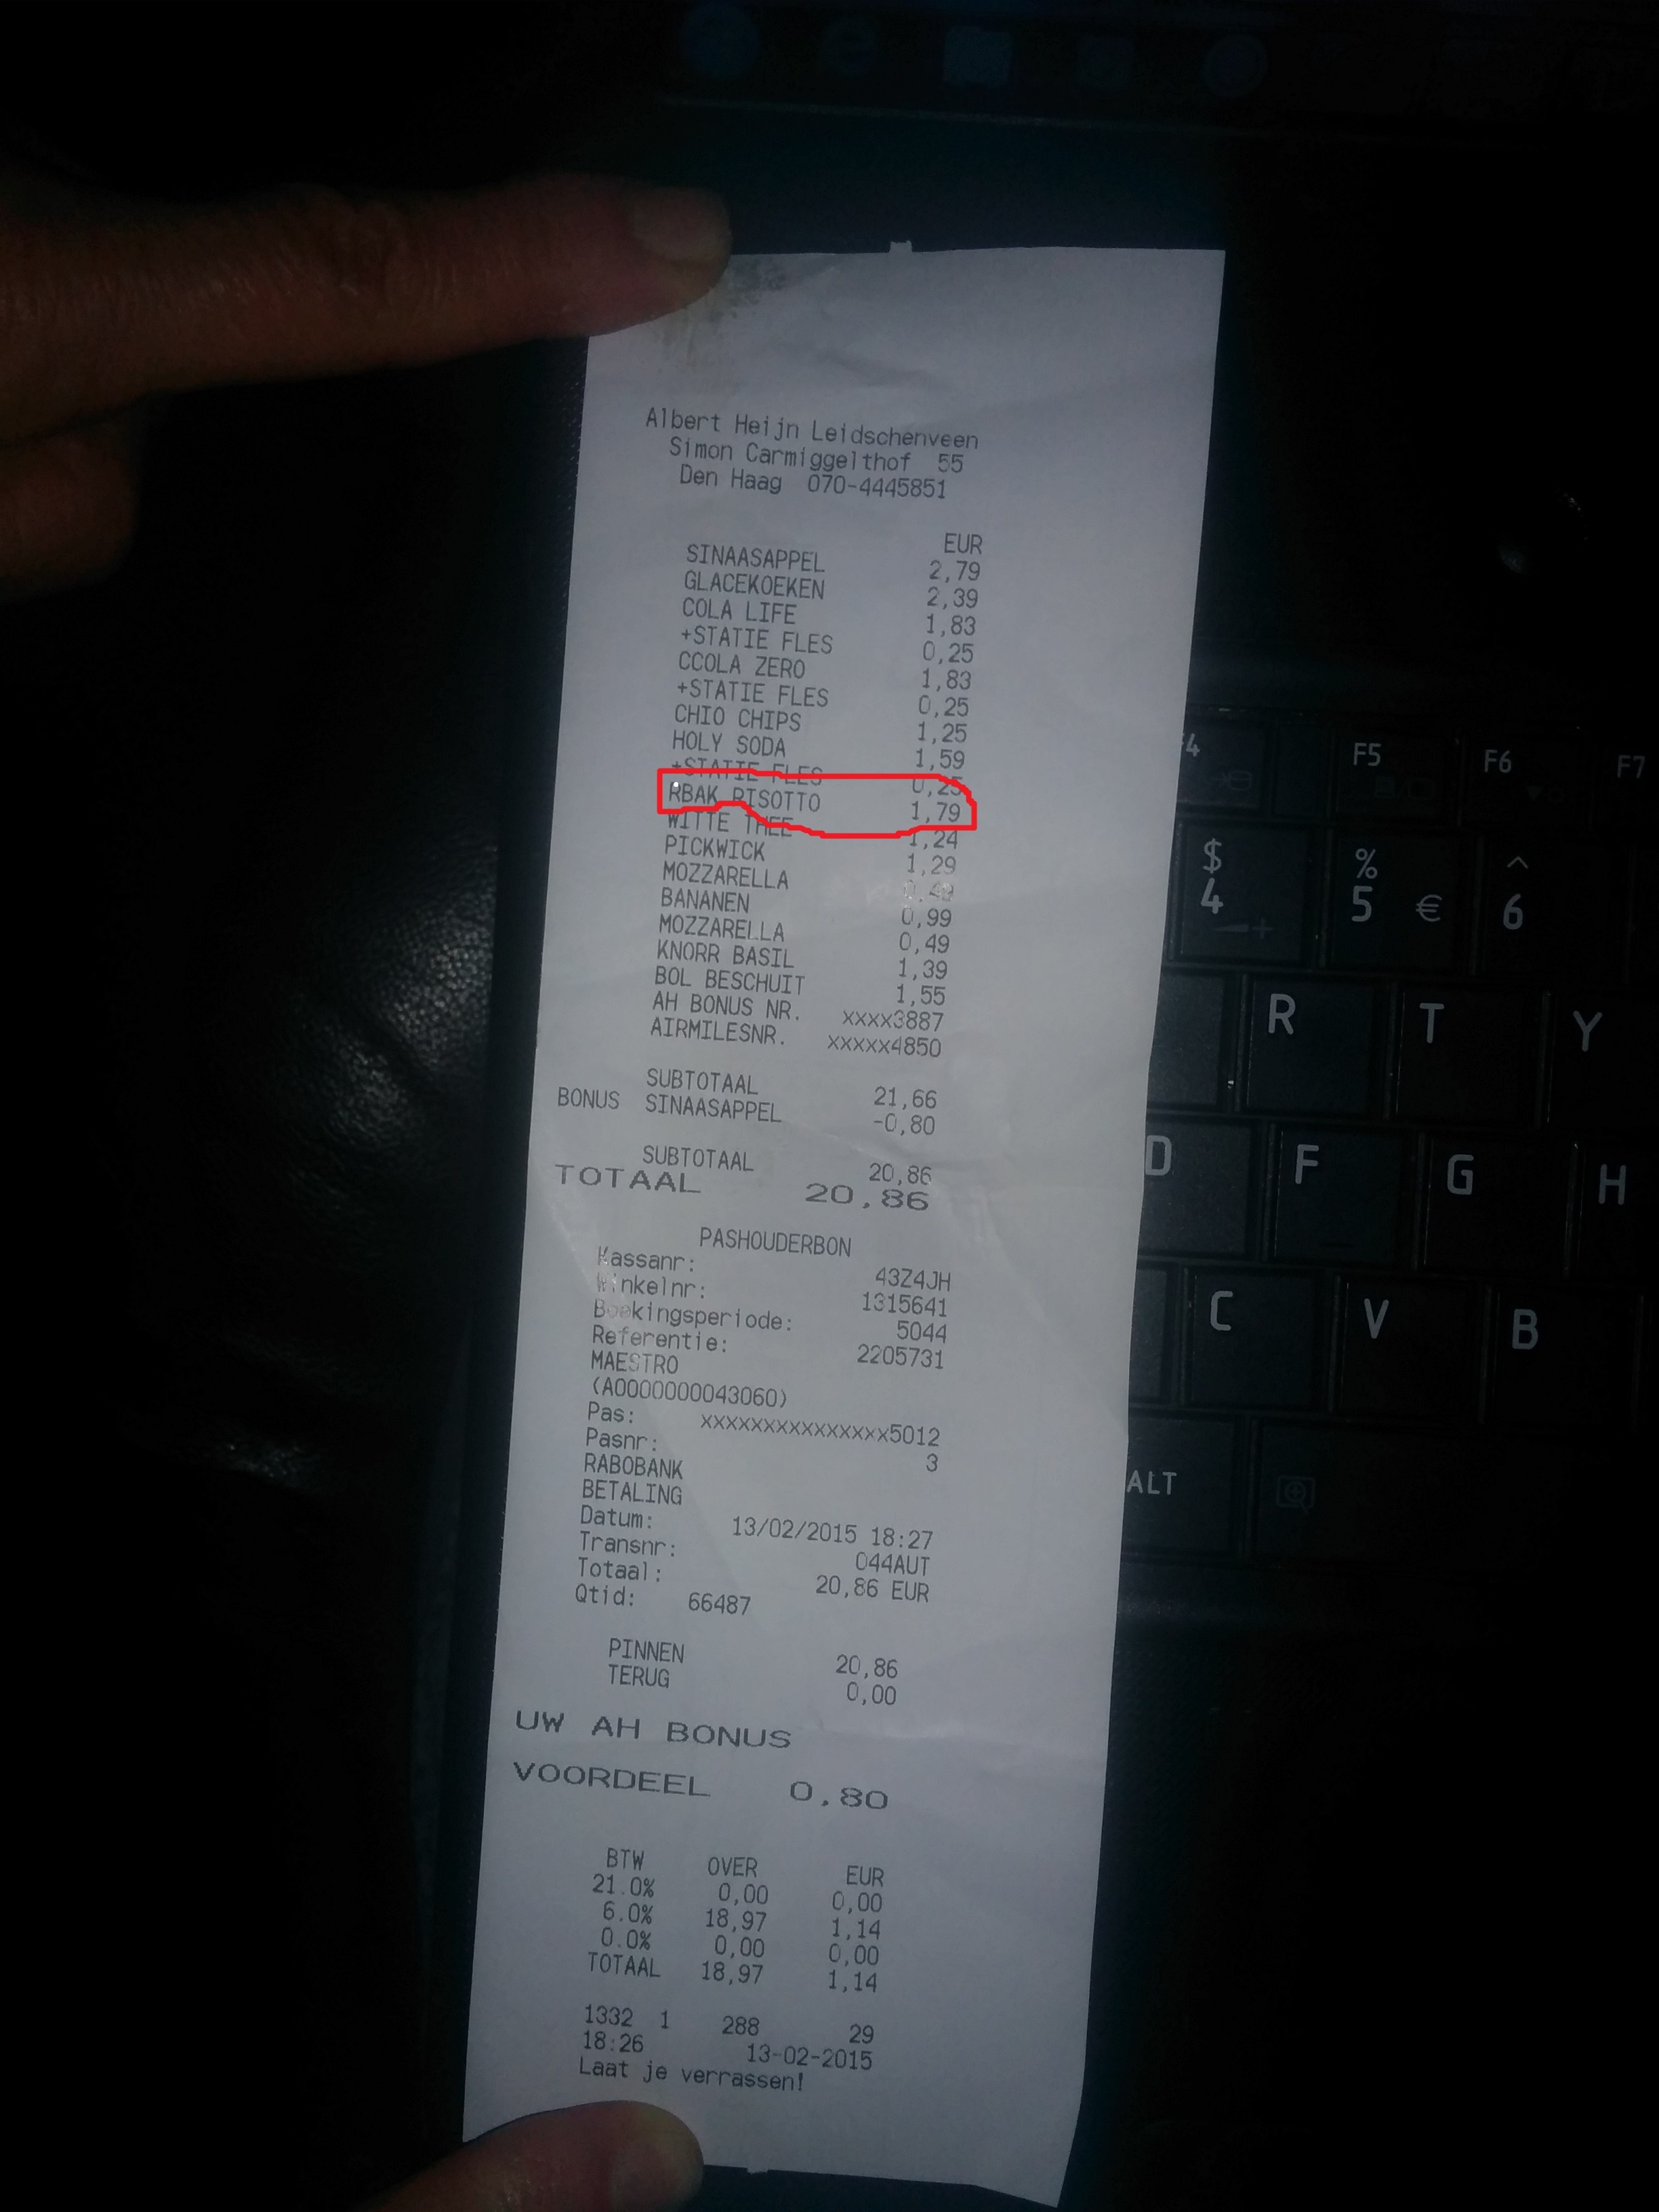 Albert Heijn Leidschenveen
Simon Carmiggelthof 55
Den Haag 070-4445851
EUR
SINAASAPPEL 2,79
GLACEKOEKEN 2,39
COLA LIFE 1,83
+STATIE FLES 0,25
CCOLA ZERO 1,83
+STATIE FLES 0,25
CHIO CHIPS 1,25
HOLY SODA 1,59
+STATIE FLES 0,25
RBAK RISOTTO 1,79
WITTE THEE 1,24
PICKWICK 1,29
MOZZARELLA 0,49
BANANEN 0,99
MOZZARELLA 0,49
KNORR BASIL 1,39
BOL BESCHUIT 1,55
AH BONUS NR. xxxx3887
AIRMILESNR. xxxxx4850
SUBTOTAAL 21,66
BONUS SINAASAPPEL -0,80
SUBTOTAAL 20,86
TOTAAL 20,86
PASHOUDERBON
Kassanr: 43Z4JH
Winkelnr: 1315641
Boekingsperiode: 5044
Referentie: 2205731
MAESTRO
(A0000000043060)
Pas: xxxxxxxxxxxxxxx5012
Pasnr: 3
RABOBANK
BETALING
Datum: 13/02/2015 18:27
Transnr: 044AUT
Totaal: 20,86 EUR
Qtid: 66487
PINNEN 20,86
TERUG 0,00
UW AH BONUS
VOORDEEL 0,80
BTW OVER EUR
21.0% 0,00 0,00
6.0% 18,97 1,14
0.0% 0,00 0,00
TOTAAL 18,97 1,14
1332 1 288 29
18:26 13-02-2015
Laat je verrassen!
F5 F6 F7
$ % ^
4 5 € 6
R T Y
D F G H
C V B
ALT